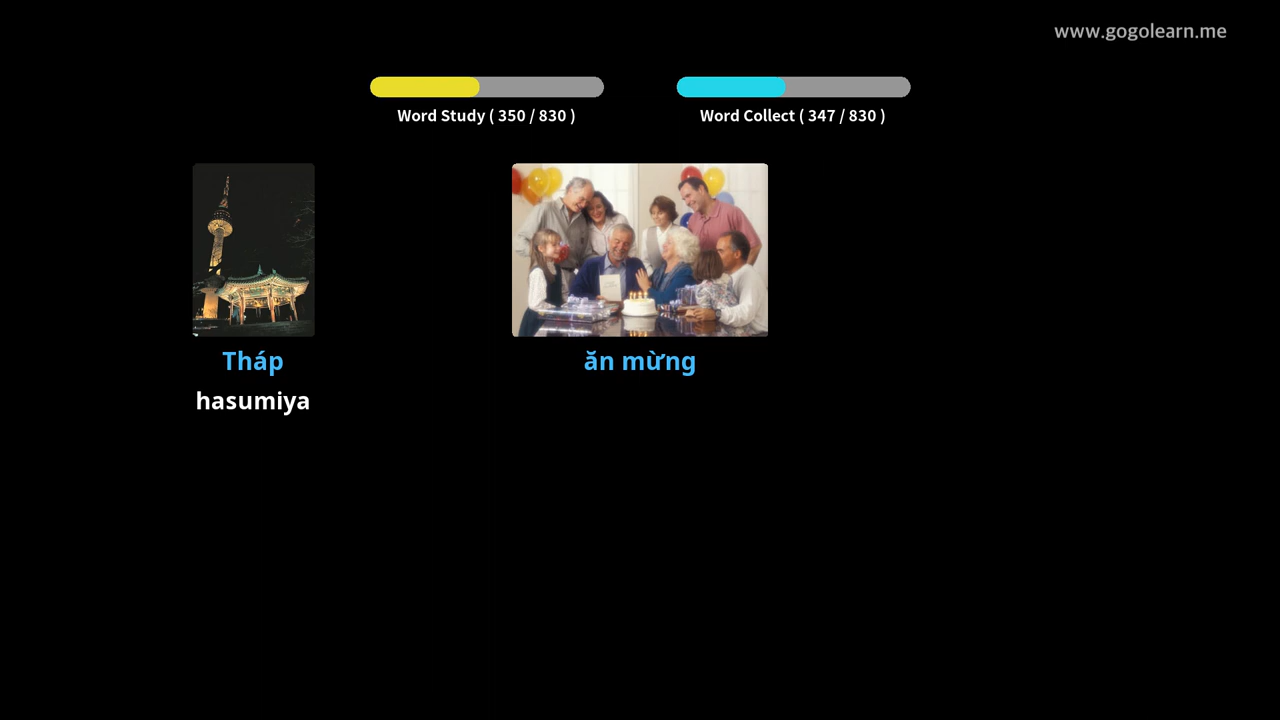 www.gogolearn.me
Word Study ( 350 / 830 )
Word Collect ( 347 / 830 )
Tháp
hasumiya
ăn mừng